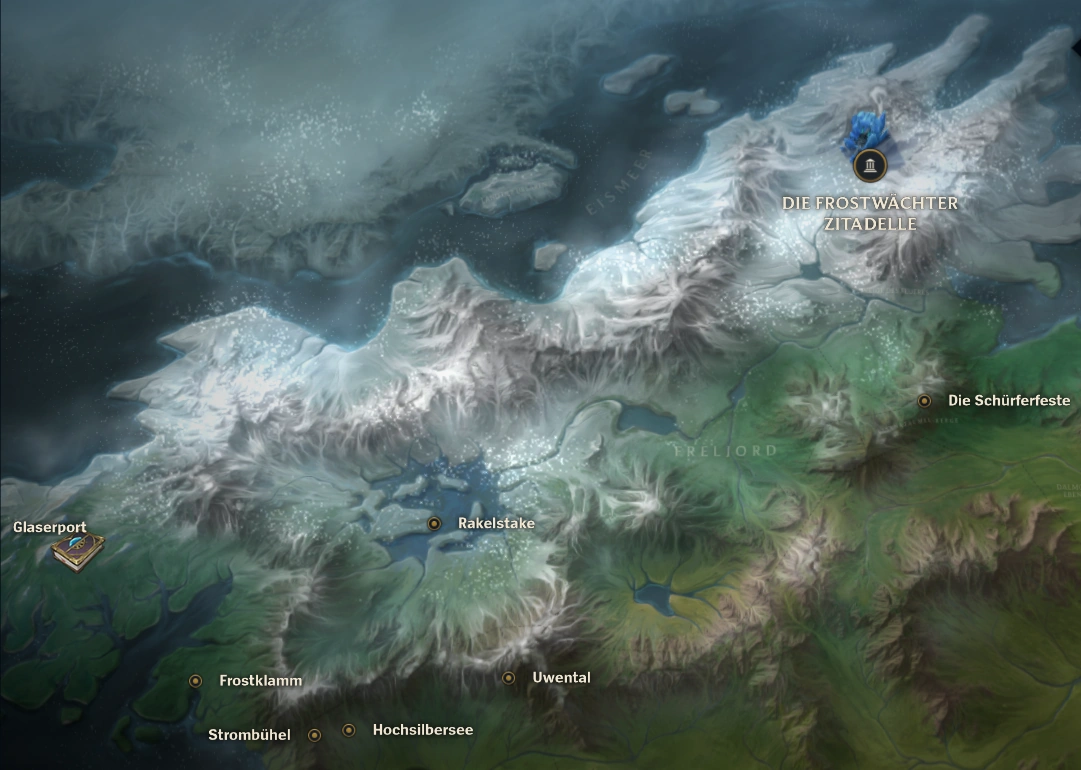 EISMEER
DIE FROSTWÄCHTER
ZITADELLE
Die Schürferfeste
FRELJORD
Rakelstake
Glaserport
Frostklamm
Uwental
Strombühel
Hochsilbersee